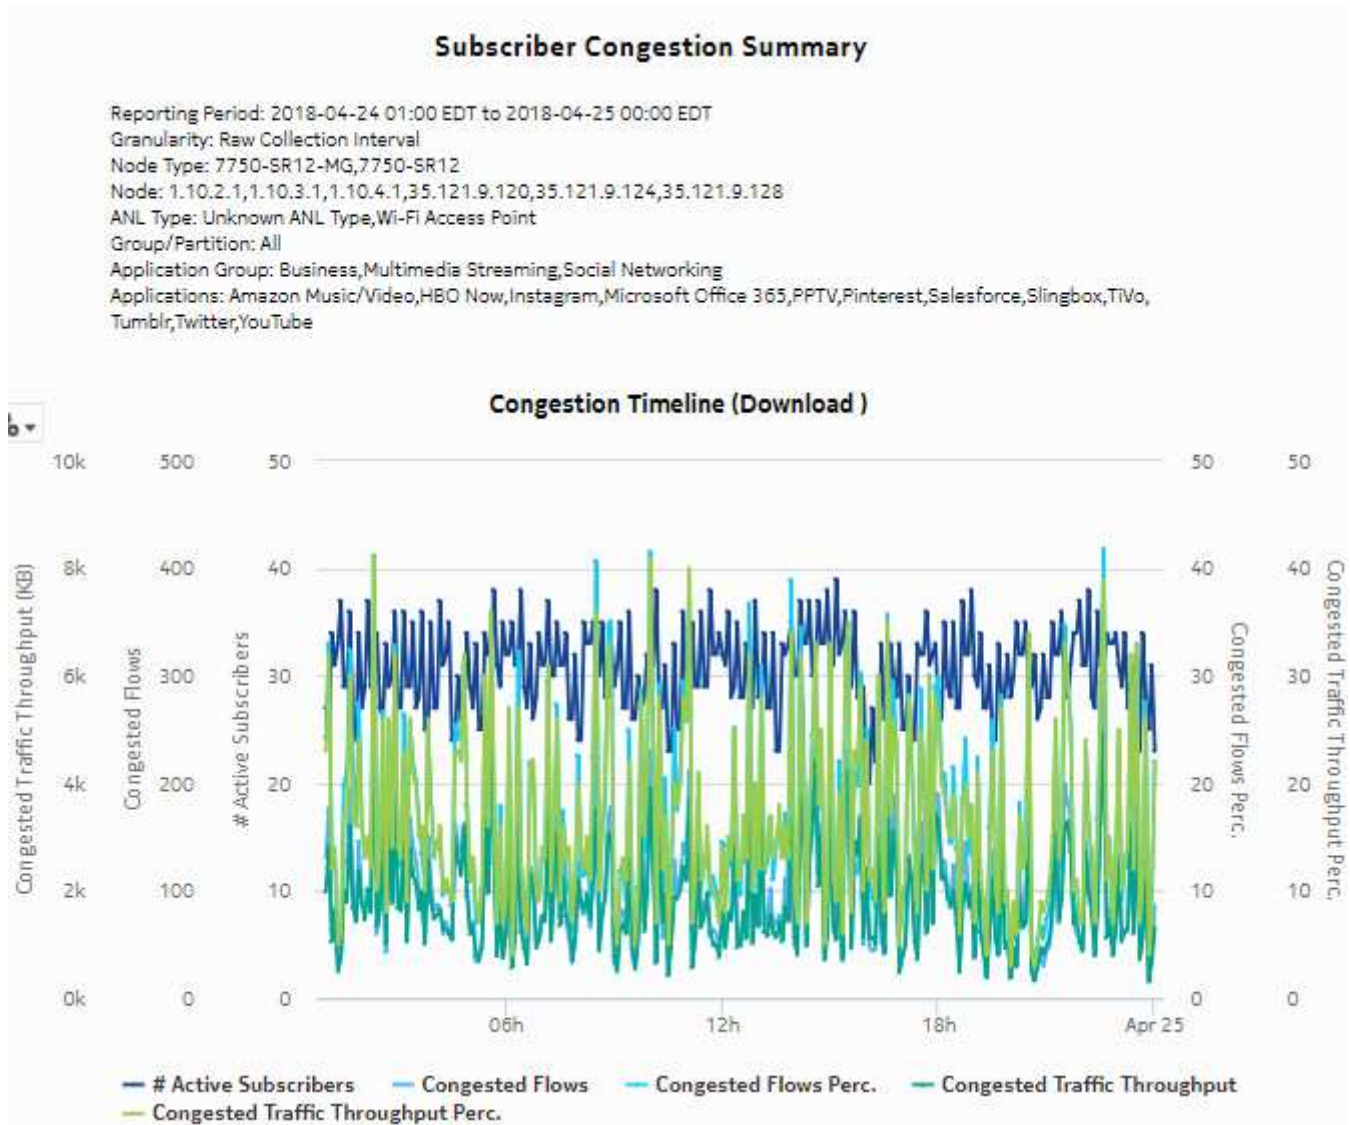 Subscriber Congestion Summary
Reporting Period: 2018-04-24 01:00 EDT to 2018-04-25 00:00 EDT
Granularity: Raw Collection Interval
Node Type: 7750-SR12-MG,7750-SR12
Node: 1.10.2.1,1.10.3.1,1.10.4.1,35.121.9.120,35.121.9.124,35.121.9.128
ANL Type: Unknown ANL Type,Wi-Fi Access Point
Group/Partition: All
Application Group: Business,Multimedia Streaming,Social Networking
Applications: Amazon Music/Video,HBO Now,Instagram,Microsoft Office 365,PPTV,Pinterest,Salesforce,Slingbox,TiVo,
Tumblr,Twitter,YouTube
Congestion Timeline (Download )
10k 500 50 50 50
8k 400 40 40 40
6k 300 30 30 30
4k 200 20 20 20
2k 100 10 10 10
0k 0 0 0 0
Congested Traffic Throughput (KB)
Congested Flows
# Active Subscribers
Congested Flows Perc.
Congested Traffic Throughput Perc.
06h 12h 18h Apr 25
# Active Subscribers Congested Flows Congested Flows Perc. Congested Traffic Throughput
Congested Traffic Throughput Perc.